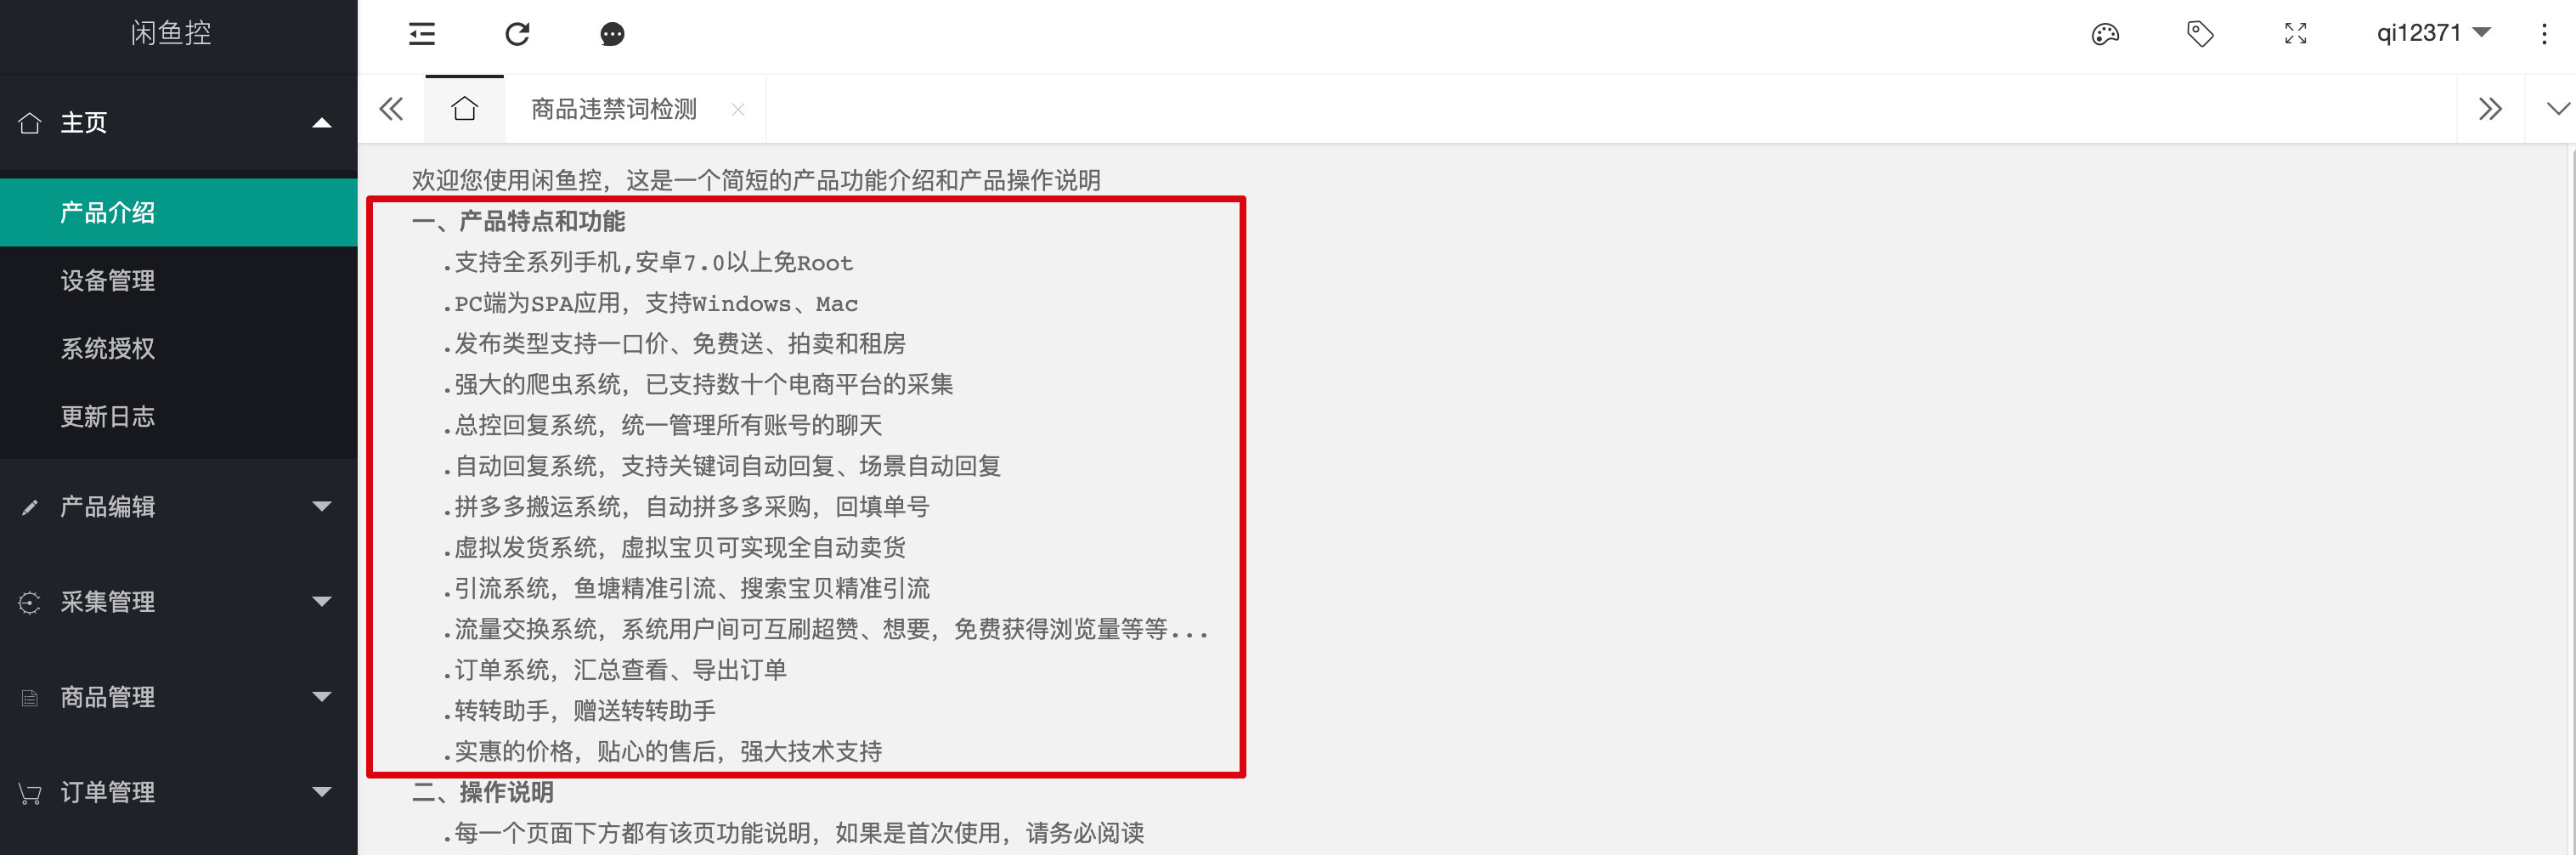 闲鱼控
qi12371
主页
商品违禁词检测
产品介绍
设备管理
系统授权
更新日志
产品编辑
采集管理
商品管理
订单管理
欢迎您使用闲鱼控，这是一个简短的产品功能介绍和产品操作说明
一、产品特点和功能
.支持全系列手机,安卓7.0以上免Root
.PC端为SPA应用，支持Windows、Mac
.发布类型支持一口价、免费送、拍卖和租房
.强大的爬虫系统，已支持数十个电商平台的采集
.总控回复系统，统一管理所有账号的聊天
.自动回复系统，支持关键词自动回复、场景自动回复
.拼多多搬运系统，自动拼多多采购，回填单号
.虚拟发货系统，虚拟宝贝可实现全自动卖货
.引流系统，鱼塘精准引流、搜索宝贝精准引流
.流量交换系统，系统用户间可互刷超赞、想要，免费获得浏览量等等...
.订单系统，汇总查看、导出订单
.转转助手，赠送转转助手
.实惠的价格，贴心的售后，强大技术支持
二、操作说明
.每一个页面下方都有该页功能说明，如果是首次使用，请务必阅读